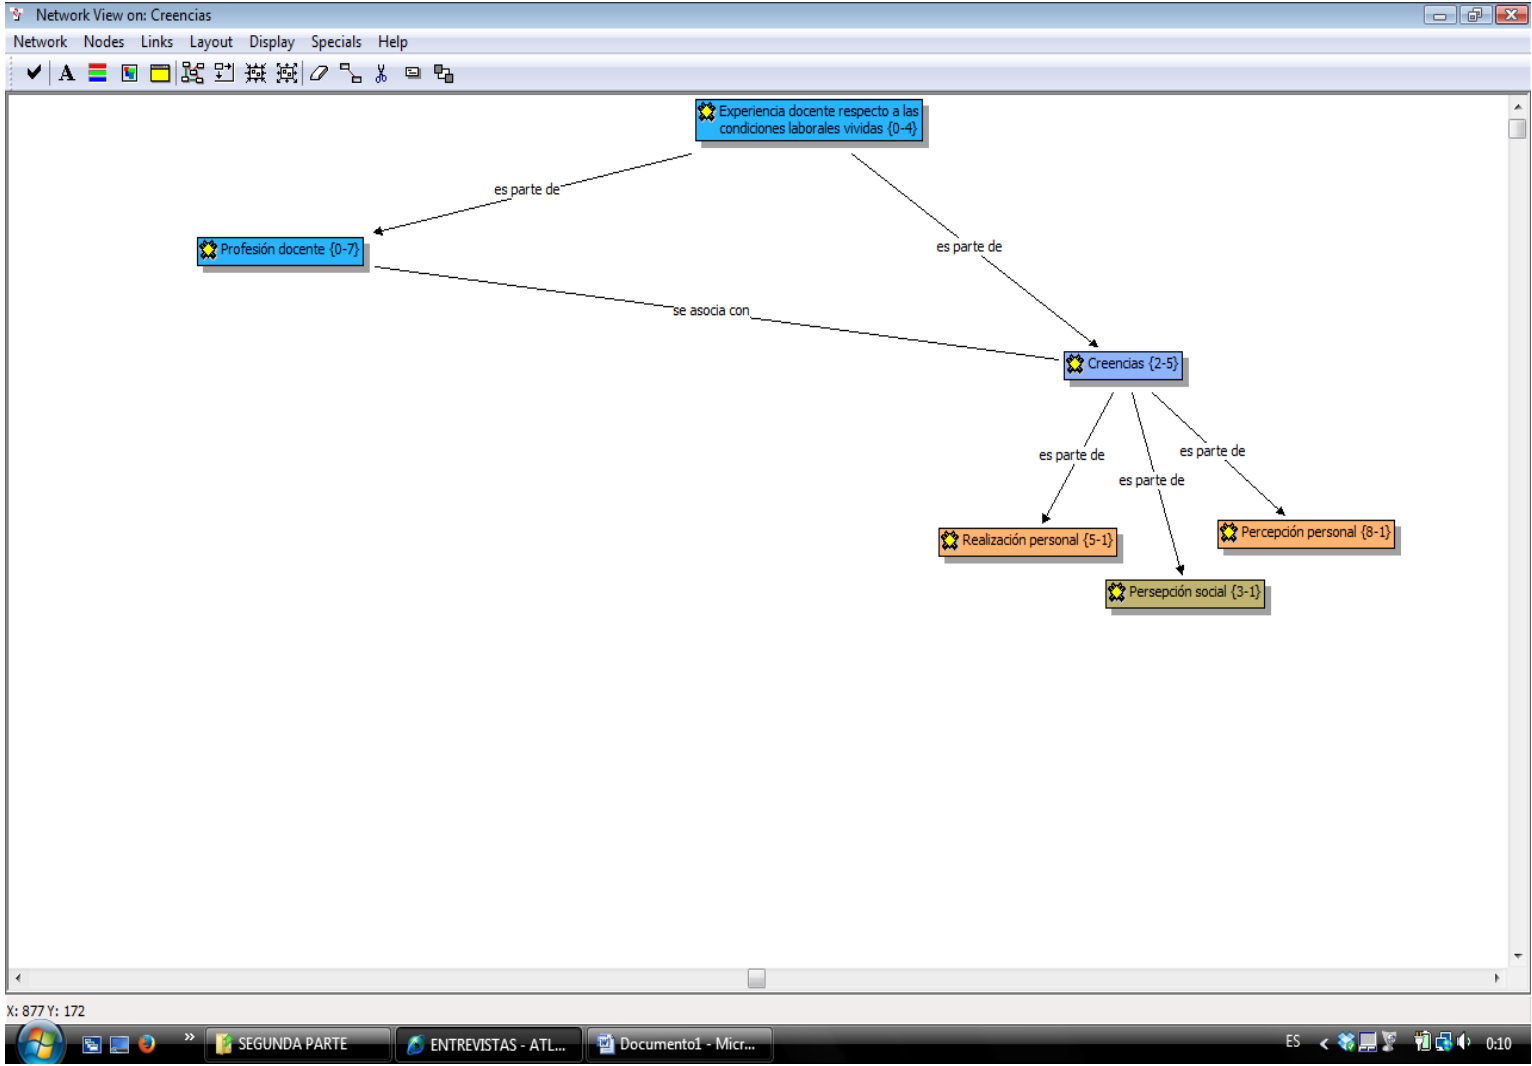 Network View on: Creencias
Network Nodes Links Layout Display Specials Help
A
Experiencia docente respecto a las
condiciones laborales vividas {0-4}
es parte de
Profesión docente {0-7}
es parte de
se asocia con
Creencias {2-5}
es parte de
es parte de
es parte de
Realización personal {5-1}
Percepción personal {8-1}
Persepción social {3-1}
X: 877 Y: 172
SEGUNDA PARTE
ENTREVISTAS - ATL...
Documento1 - Micr...
ES
0:10